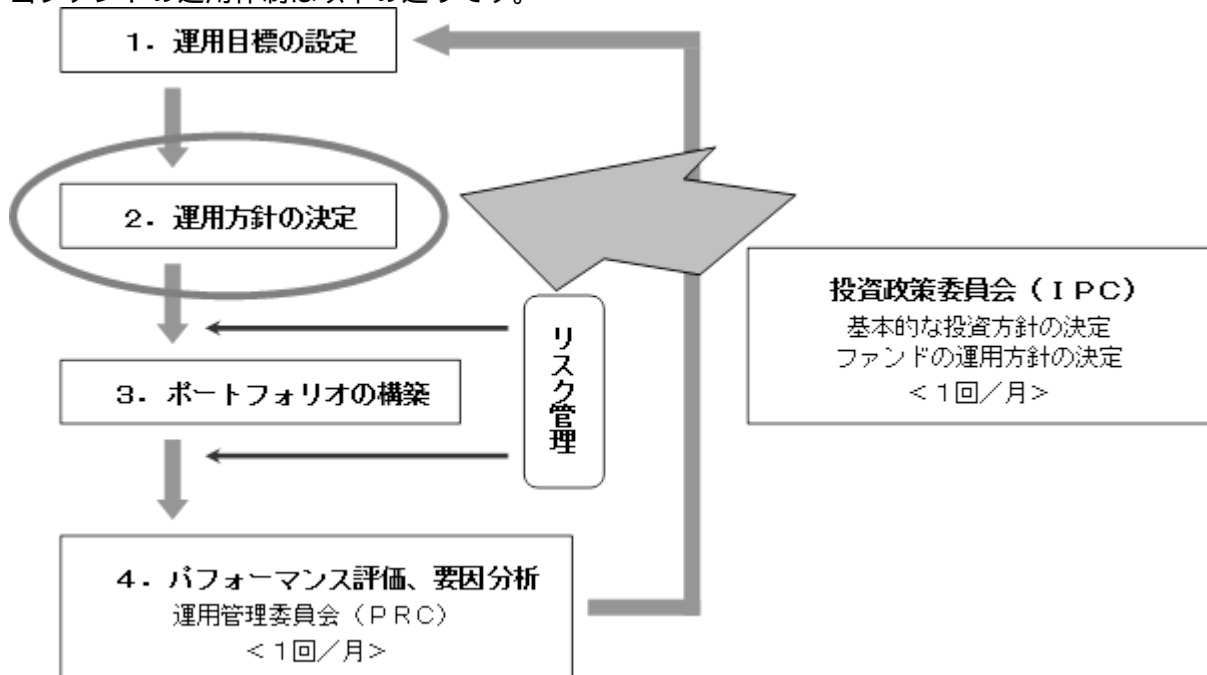 当ファンドの運用体制は以下の通りです。
１．運用目標の設定
２．運用方針の決定
３．ポートフォリオの構築
４．パフォーマンス評価、要因分析
運用管理委員会（ＰＲＣ）
＜１回／月＞
リスク管理
投資政策委員会（ＩＰＣ）
基本的な投資方針の決定
ファンドの運用方針の決定
＜１回／月＞